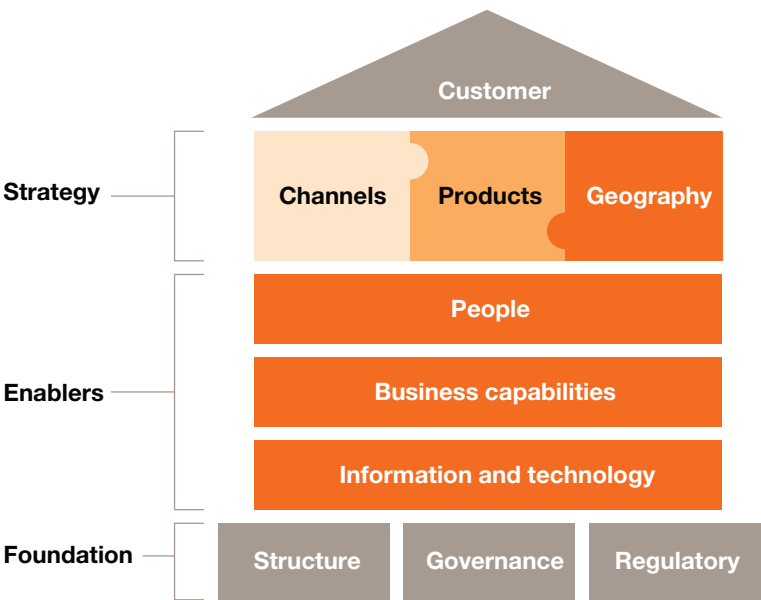 Customer
Strategy
Channels
Products
Geography
Enablers
People
Business capabilities
Information and technology
Foundation
Structure
Governance
Regulatory